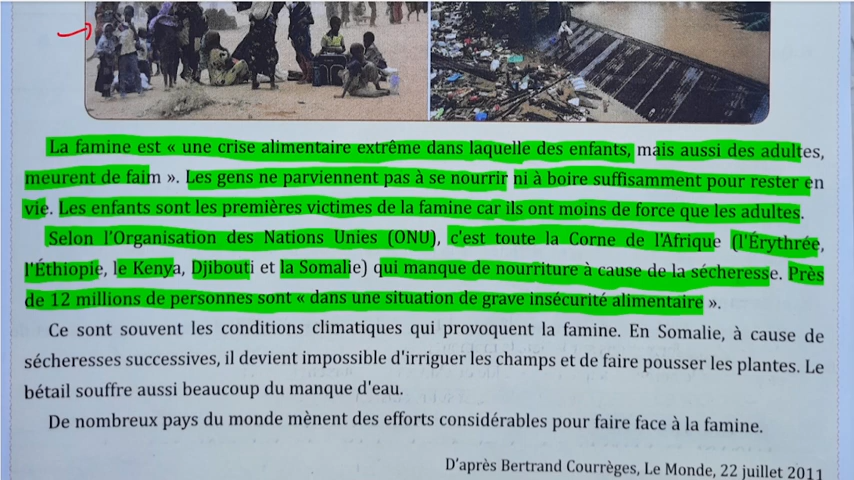 La famine est « une crise alimentaire extrême dans laquelle des enfants, mais aussi des adultes,
meurent de faim ». Les gens ne parviennent pas à se nourrir ni à boire suffisamment pour rester en
vie. Les enfants sont les premières victimes de la famine car ils ont moins de force que les adultes.
Selon l'Organisation des Nations Unies (ONU), c'est toute la Corne de l'Afrique (l'Érythrée,
l'Éthiopie, le Kenya, Djibouti et la Somalie) qui manque de nourriture à cause de la sécheresse. Près
de 12 millions de personnes sont « dans une situation de grave insécurité alimentaire ».
Ce sont souvent les conditions climatiques qui provoquent la famine. En Somalie, à cause de
sécheresses successives, il devient impossible d'irriguer les champs et de faire pousser les plantes. Le
bétail souffre aussi beaucoup du manque d'eau.
De nombreux pays du monde mènent des efforts considérables pour faire face à la famine.
D'après Bertrand Courrèges, Le Monde, 22 juillet 2011